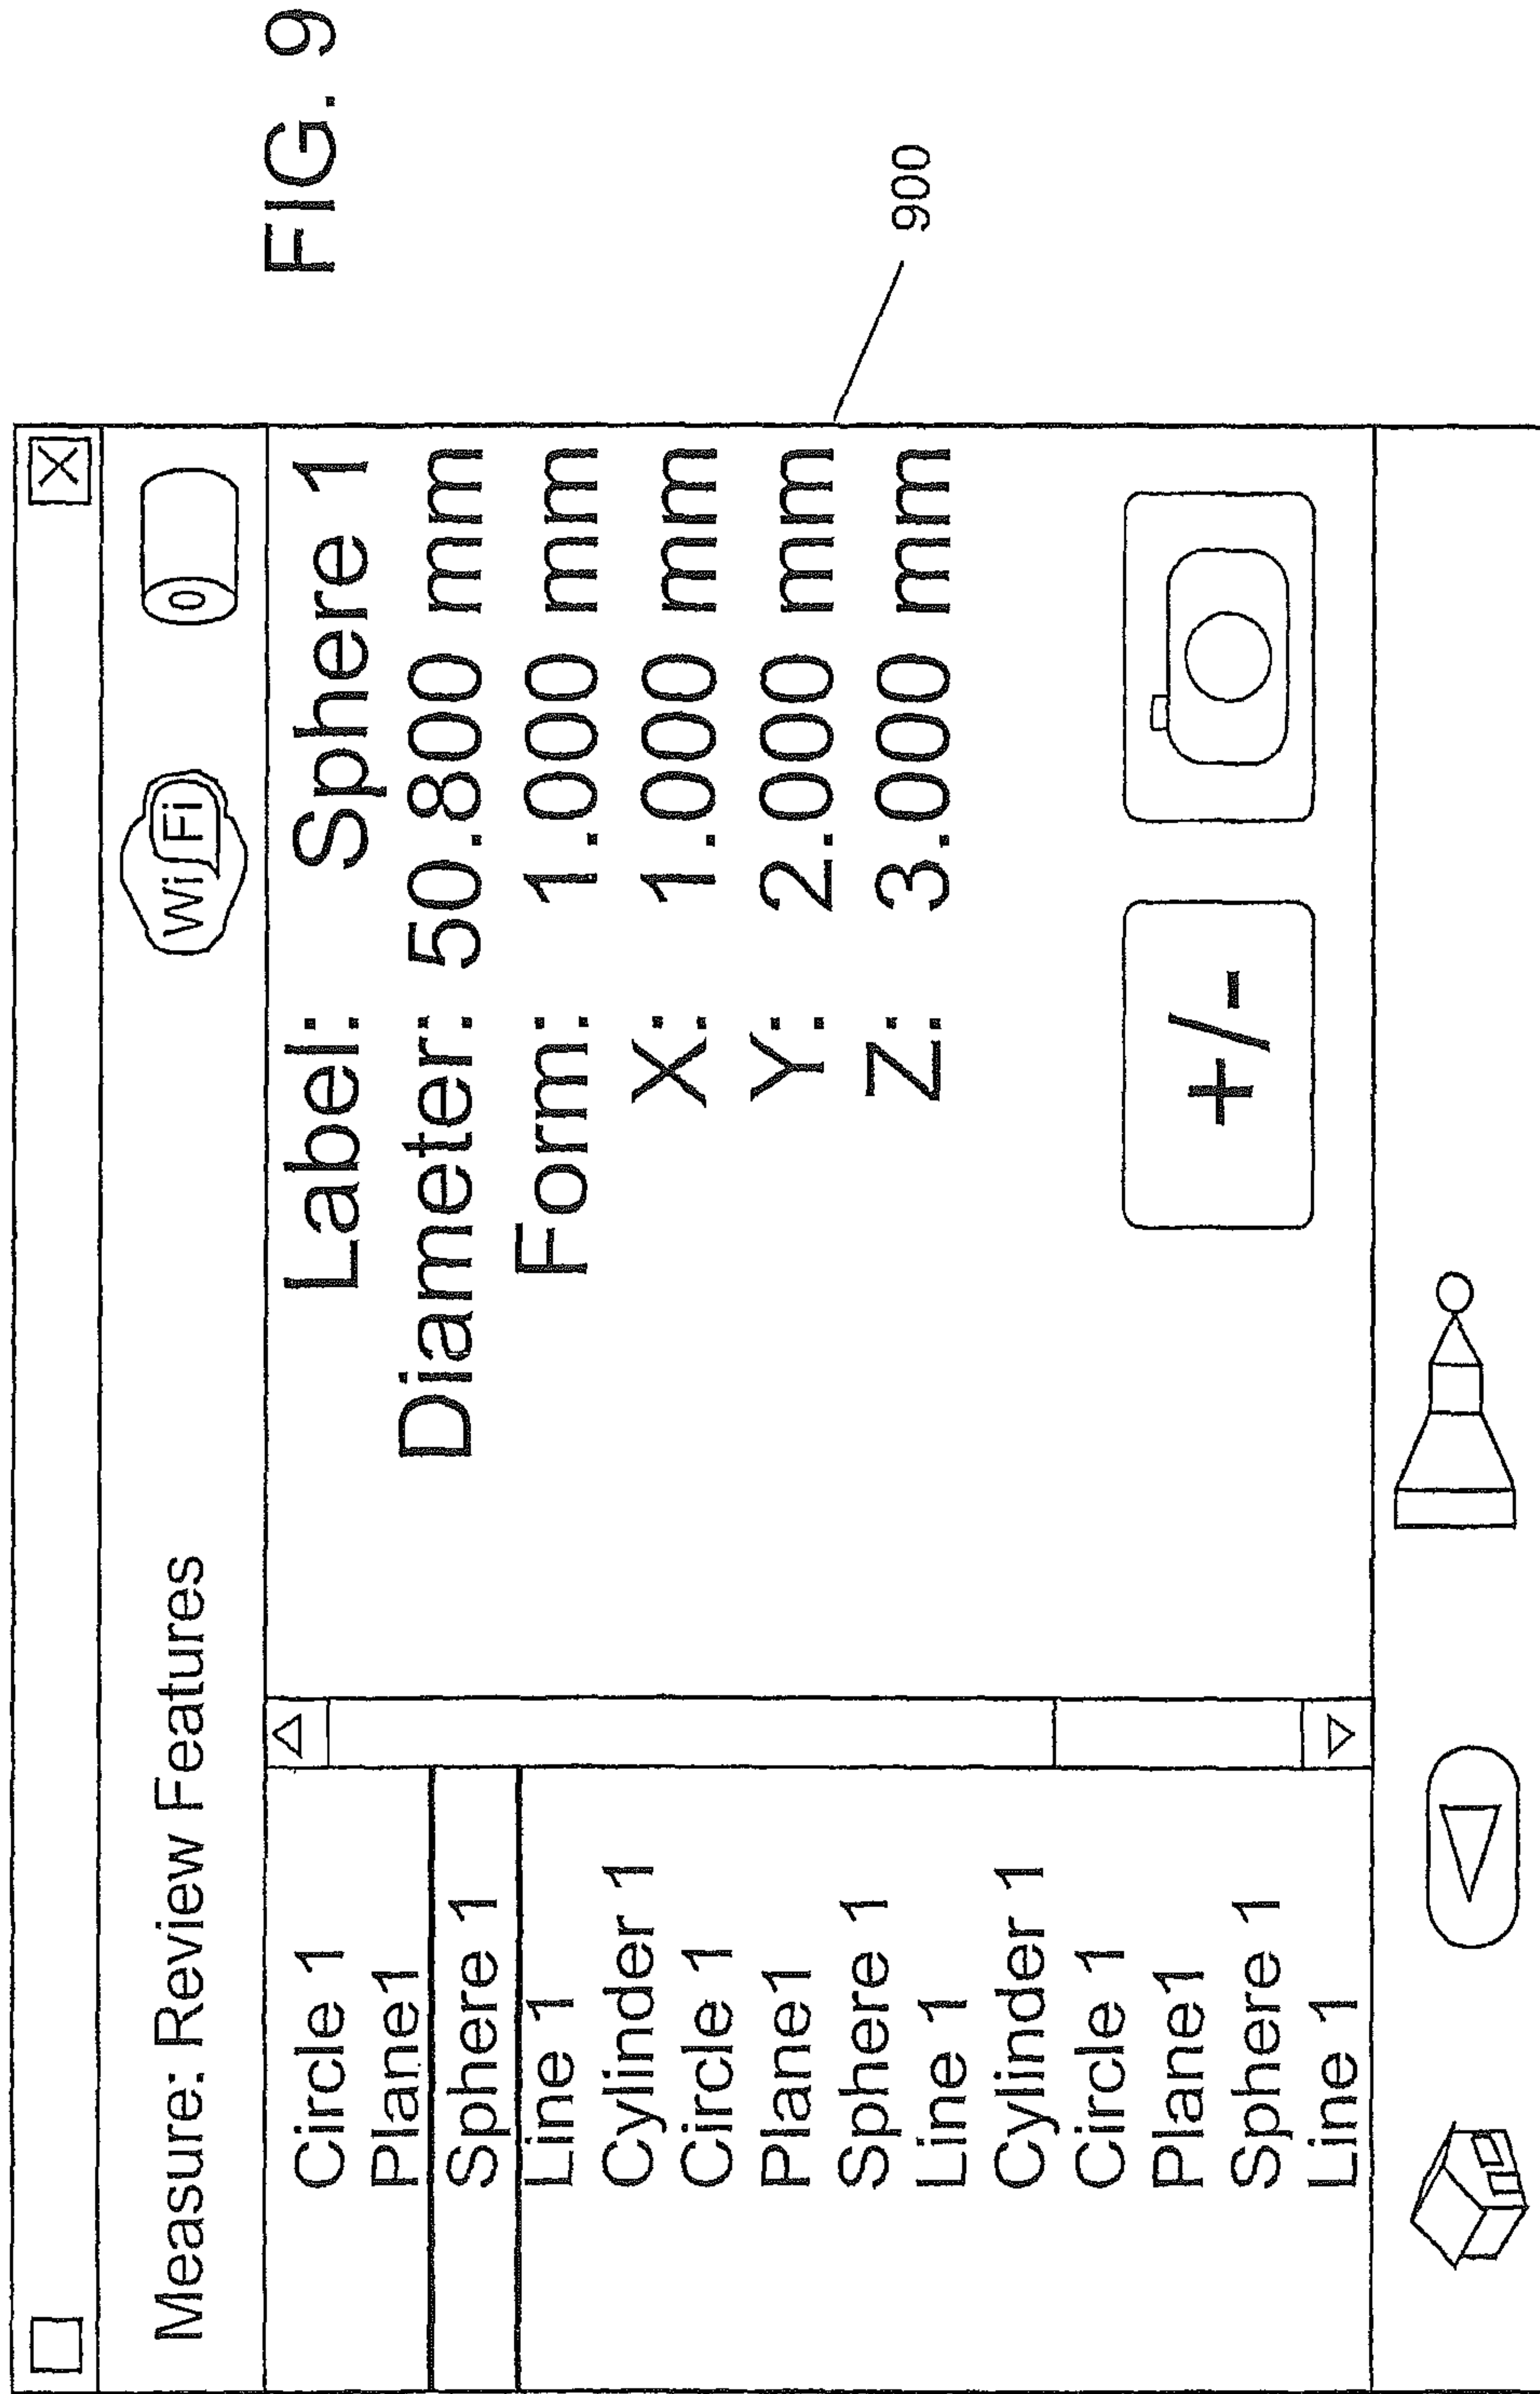 FIG. 9
Measure: Review Features
Wi Fi
Circle 1
Plane1
Sphere 1
Line 1
Cylinder 1
Circle 1
Plane1
Sphere 1
Line 1
Cylinder 1
Circle 1
Plane1
Sphere 1
Line 1
Label: Sphere 1
Diameter: 50.800 mm
Form: 1.000 mm
X: 1.000 mm
Y: 2.000 mm
Z: 3.000 mm
+/-
900